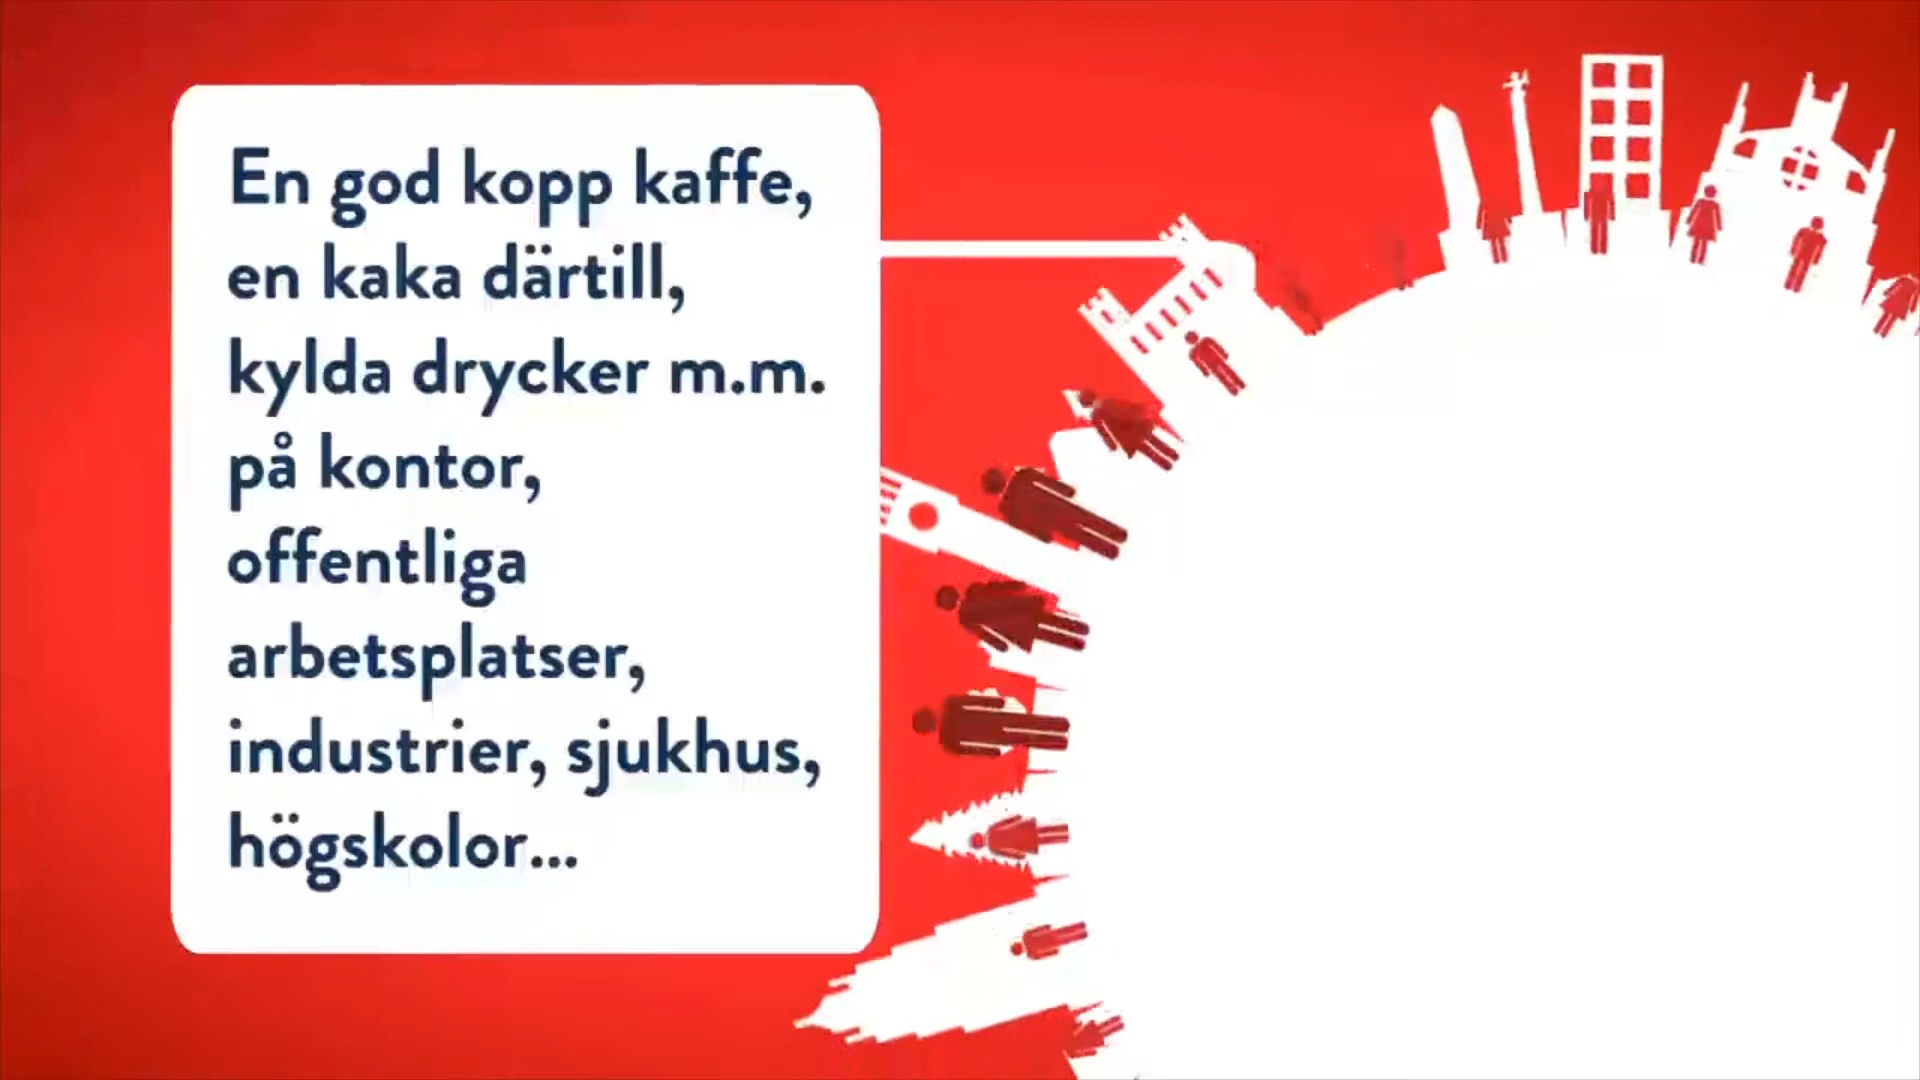 En god kopp kaffe,
en kaka därtill,
kylda drycker m.m.
på kontor,
offentliga
arbetsplatser,
industrier, sjukhus,
högskolor...